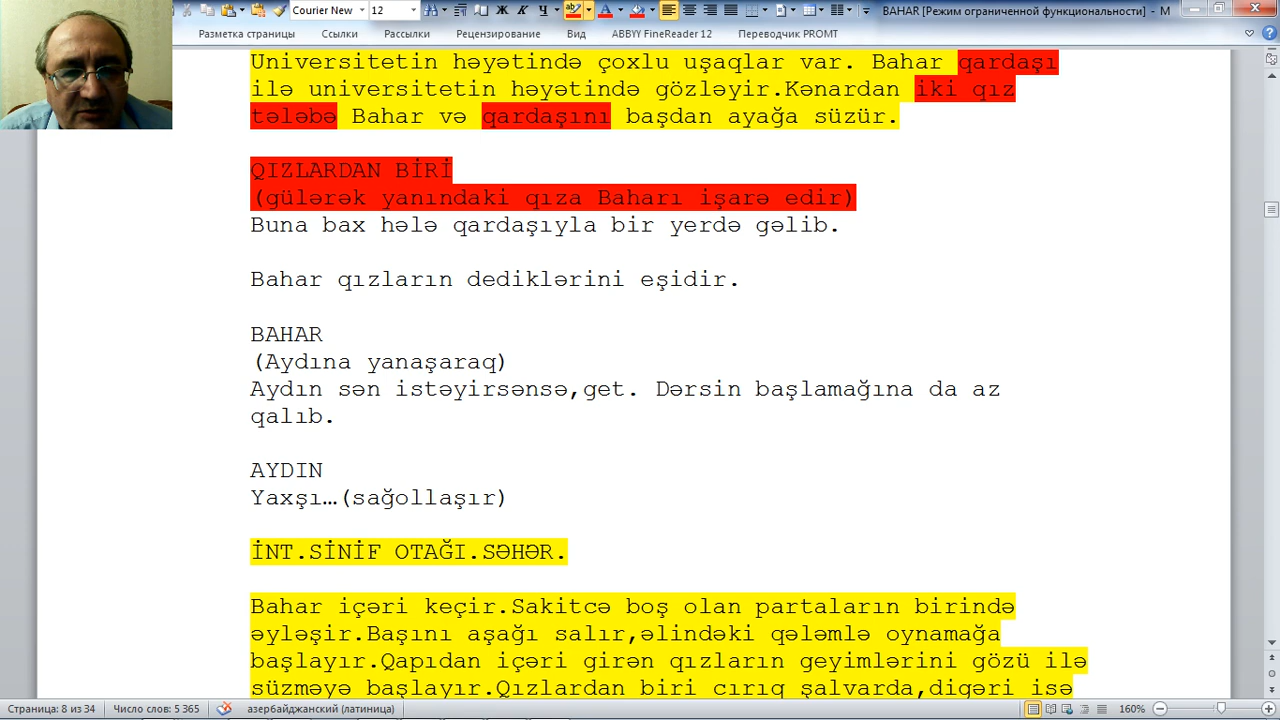 Courier New 12 Ж К Ч BAHAR [Режим ограниченной функциональности] - M
Разметка страницы Ссылки Рассылки Рецензирование Вид ABBYY FineReader 12 Переводчик PROMT
Universitetin həyətində çoxlu uşaqlar var. Bahar qardaşı
ilə universitetin həyətində gözləyir.Kənardan iki qız
tələbə Bahar və qardaşını başdan ayağa süzür.
QIZLARDAN BİRİ
(gülərək yanındaki qıza Baharı işarə edir)
Buna bax hələ qardaşıyla bir yerdə gəlib.
Bahar qızların dediklərini eşidir.
BAHAR
(Aydına yanaşaraq)
Aydın sən istəyirsənsə,get. Dərsin başlamağına da az
qalıb.
AYDIN
Yaxşı…(sağollaşır)
İNT.SİNİF OTAĞI.SƏHƏR.
Bahar içəri keçir.Sakitcə boş olan partaların birində
əyləşir.Başını aşağı salır,əlindəki qələmlə oynamağa
başlayır.Qapıdan içəri girən qızların geyimlərini gözü ilə
süzməyə başlayır.Qızlardan biri cırıq şalvarda,digəri isə
Страница: 8 из 34 Число слов: 5 365 азербайджанский (латиница) 160%